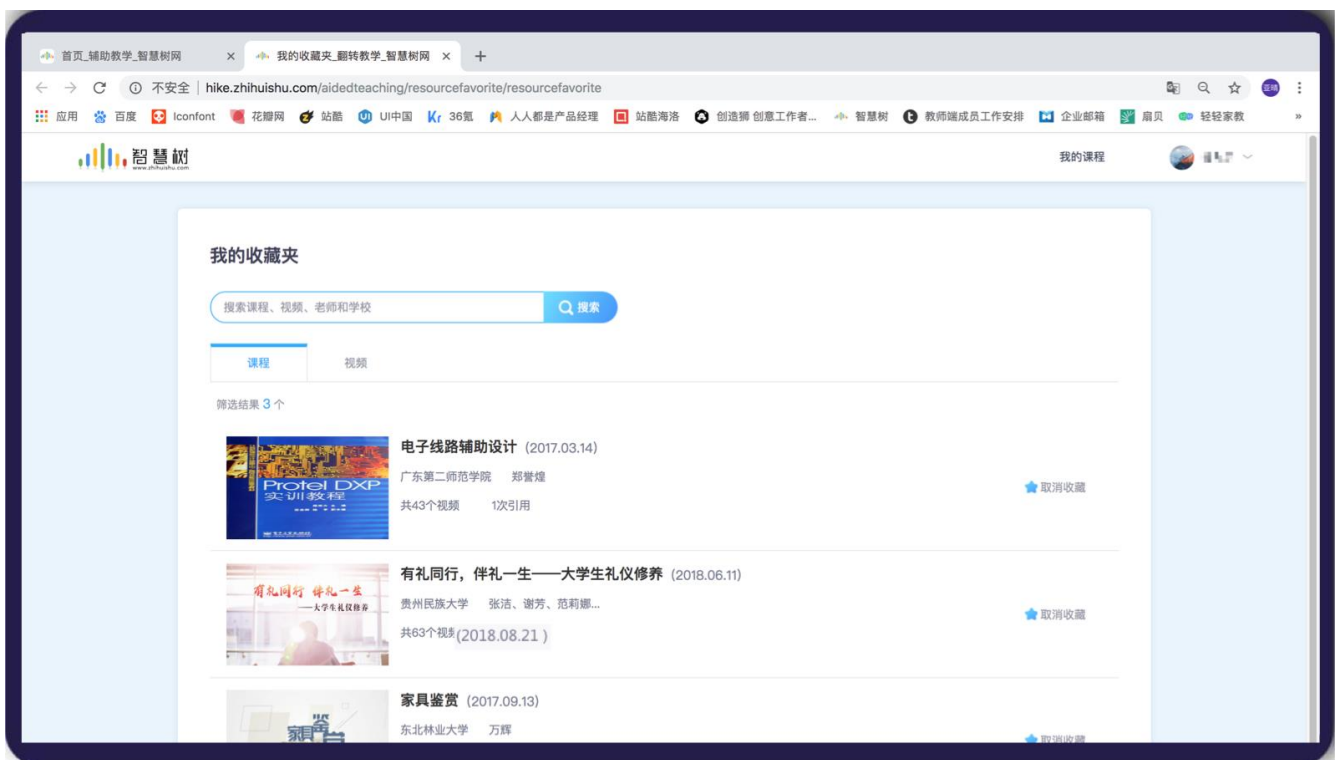 首页_辅助教学_智慧树网
我的收藏夹_翻转教学_智慧树网
不安全 | hike.zhihuishu.com/aidedteaching/resourcefavorite/resourcefavorite
应用 百度 Iconfont 花瓣网 站酷 UI中国 36氪 人人都是产品经理 站酷海洛 创造狮 创意工作者... 智慧树 教师端成员工作安排 企业邮箱 扇贝 轻轻家教 »
智慧树
www.zhihuishu.com
我的课程
我的收藏夹
搜索课程、视频、老师和学校
搜索
课程 视频
筛选结果 3 个
Protel DXP
实训教程
电子线路辅助设计 (2017.03.14)
广东第二师范学院 郑誉煌
共43个视频 1次引用
取消收藏
有礼同行 伴礼一生
——大学生礼仪修养
有礼同行，伴礼一生——大学生礼仪修养 (2018.06.11)
贵州民族大学 张洁、谢芳、范莉娜...
共63个视 (2018.08.21 )
取消收藏
家具鉴赏 (2017.09.13)
东北林业大学 万辉
取消收藏